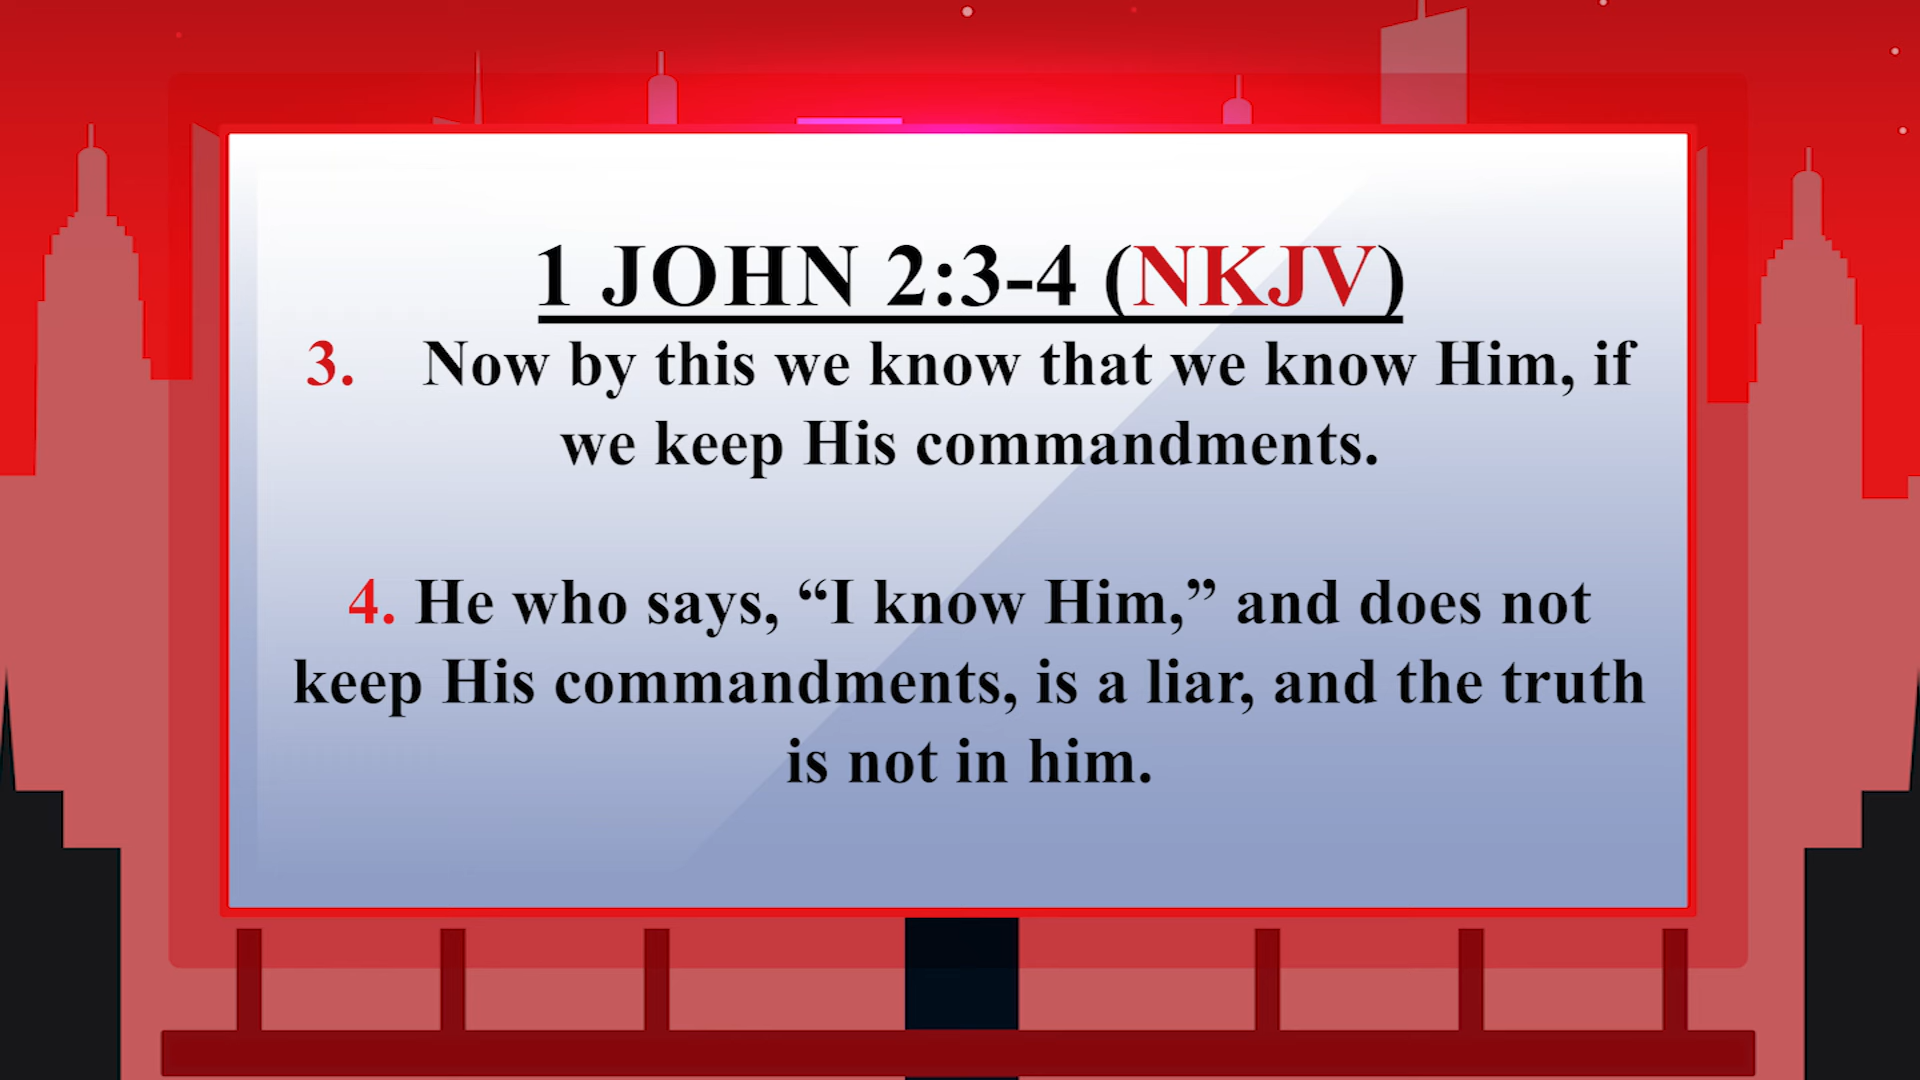 1 JOHN 2:3-4 (NKJV)
3. Now by this we know that we know Him, if
we keep His commandments.
4. He who says, “I know Him,” and does not
keep His commandments, is a liar, and the truth
is not in him.